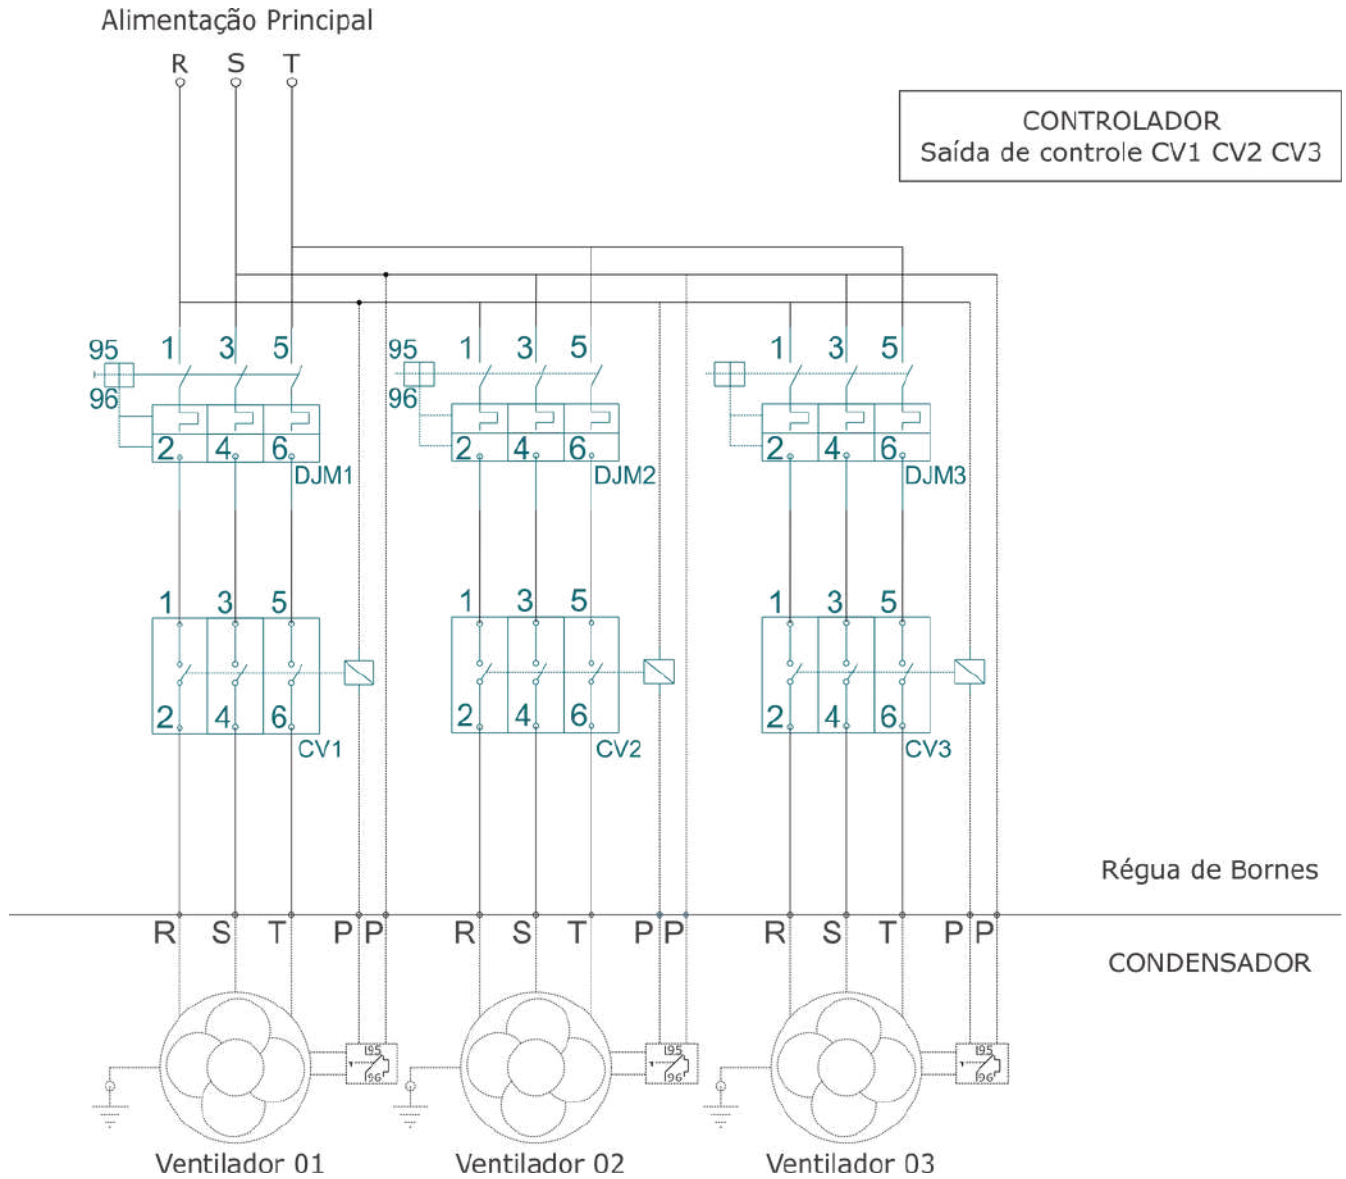 Alimentação Principal
R S T
CONTROLADOR
Saída de controle CV1 CV2 CV3
95 1 3 5 95 1 3 5 1 3 5
96 96
2 4 6 2 4 6 2 4 6
DJM1 DJM2 DJM3
1 3 5 1 3 5 1 3 5
2 4 6 2 4 6 2 4 6
CV1 CV2 CV3
Régua de Bornes
R S T P P R S T P P R S T P P
CONDENSADOR
95 95 95
96 96 96
Ventilador 01 Ventilador 02 Ventilador 03